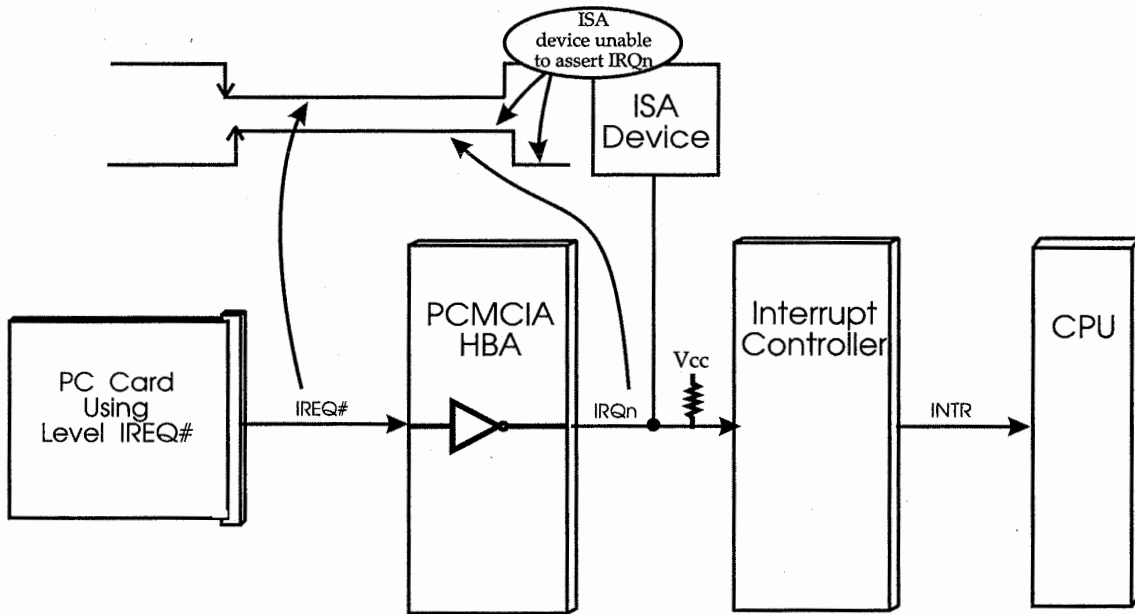 ISA
device unable
to assert IRQn
ISA
Device
PC Card
Using
Level IREQ#
IREQ#
PCMCIA
HBA
IRQn
Vcc
Interrupt
Controller
INTR
CPU